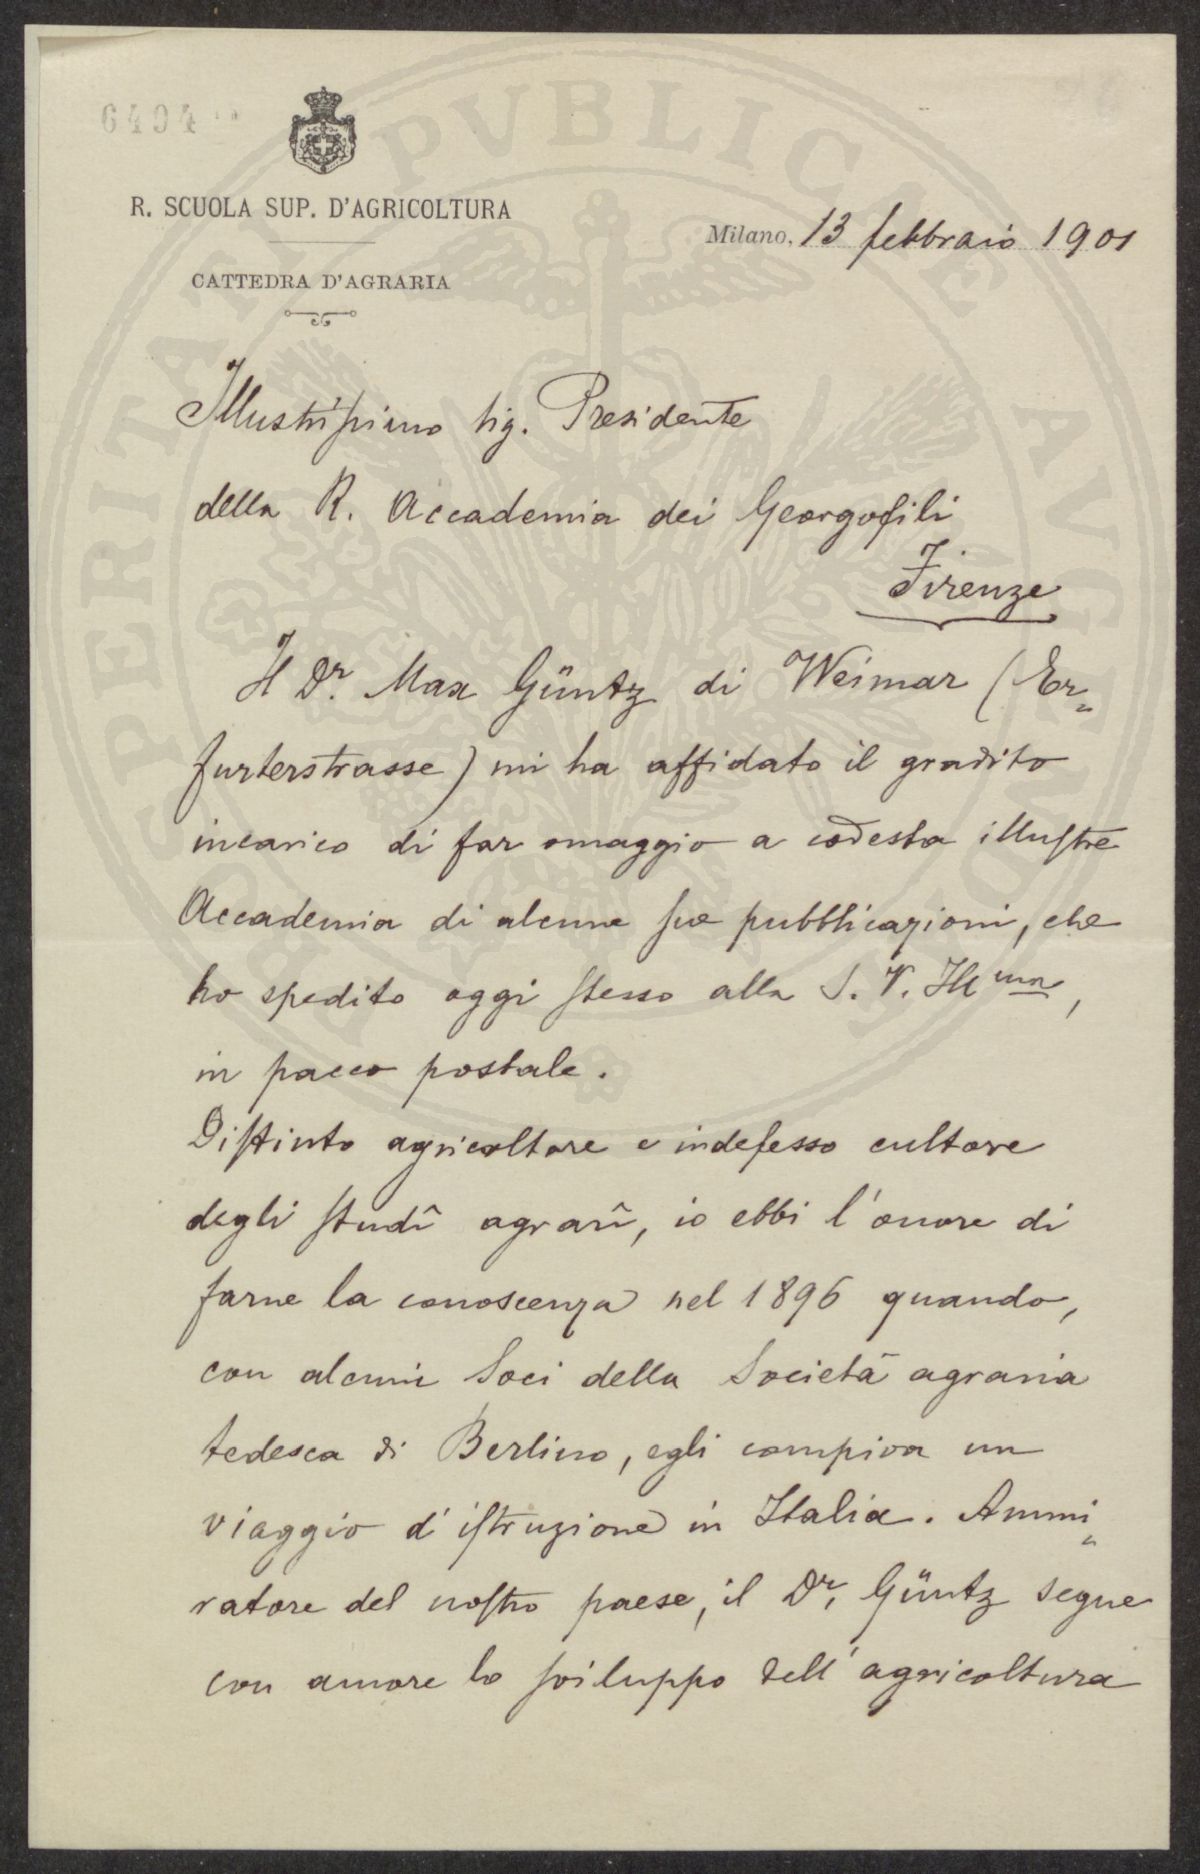 6494
R. SCUOLA SUP. D'AGRICOLTURA
Milano, 13 febbraio 1901
CATTEDRA D'AGRARIA
Illustrissimo sig. Presidente
della R. Accademia dei Georgofili
Firenze
Il Dr. Max Güntz di Weimar (Er-
furterstrasse) mi ha affidato il gradito
incarico di far omaggio a codesta illustre
Accademia di alcune sue pubblicazioni, che
ho spedito oggi stesso alla S. V. Ill ma,
in pacco postale.
Distinto agricoltore e indefesso cultore
degli studî agrarî, io ebbi l'onore di
farne la conoscenza nel 1896 quando,
con alcuni Soci della Società agraria
tedesca di Berlino, egli compiva un
viaggio d'istruzione in Italia. Ammi-
ratore del nostro paese, il Dr. Güntz segue
con amore lo sviluppo dell'agricoltura
PROSPERITATI PVBLICAE AVGENDAE